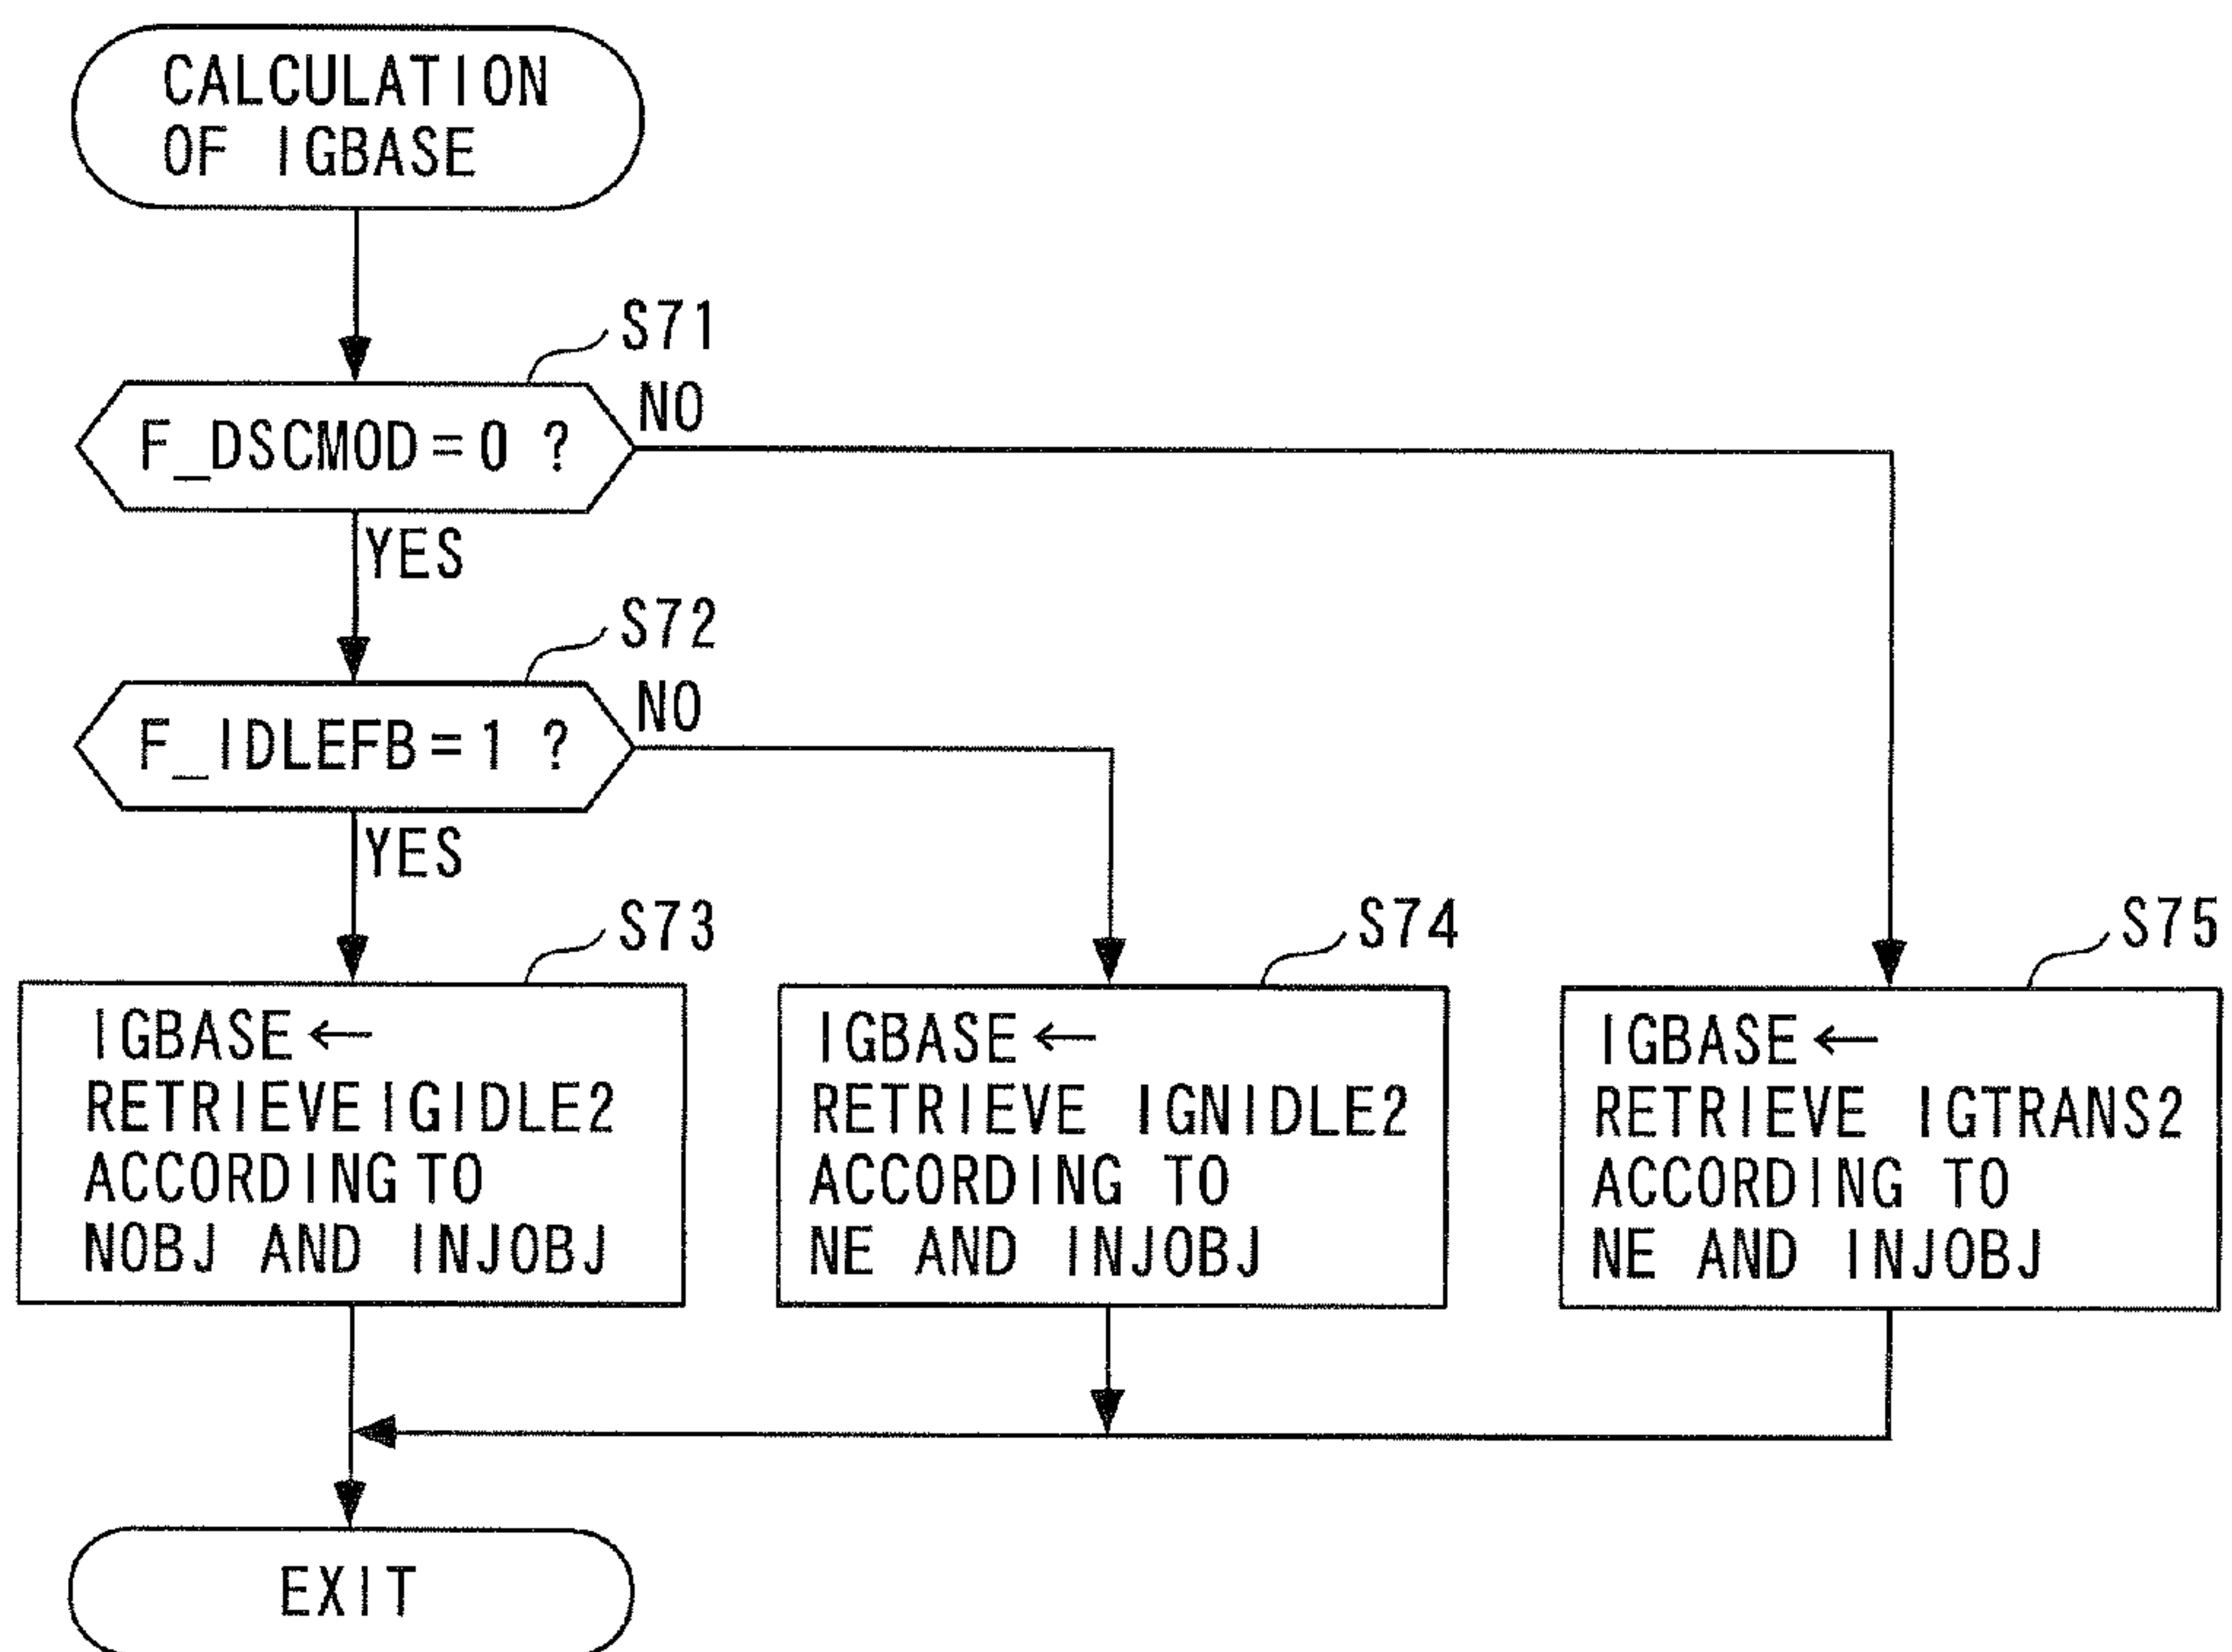 CALCULATION
OF IGBASE
S71
F_DSCMOD=0 ?
NO
YES
S72
F_IDLEFB=1 ?
NO
YES
S73
IGBASE←
RETRIEVE IGIDLE2
ACCORDING TO
NOBJ AND INJOBJ
S74
IGBASE←
RETRIEVE IGNIDLE2
ACCORDING TO
NE AND INJOBJ
S75
IGBASE←
RETRIEVE IGTRANS2
ACCORDING TO
NE AND INJOBJ
EXIT